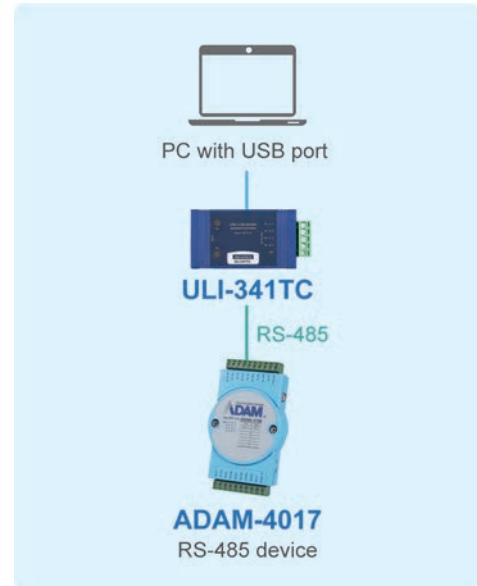 PC with USB port
ULI-341TC
RS-485
ADAM
ADAM-4017
RS-485 device